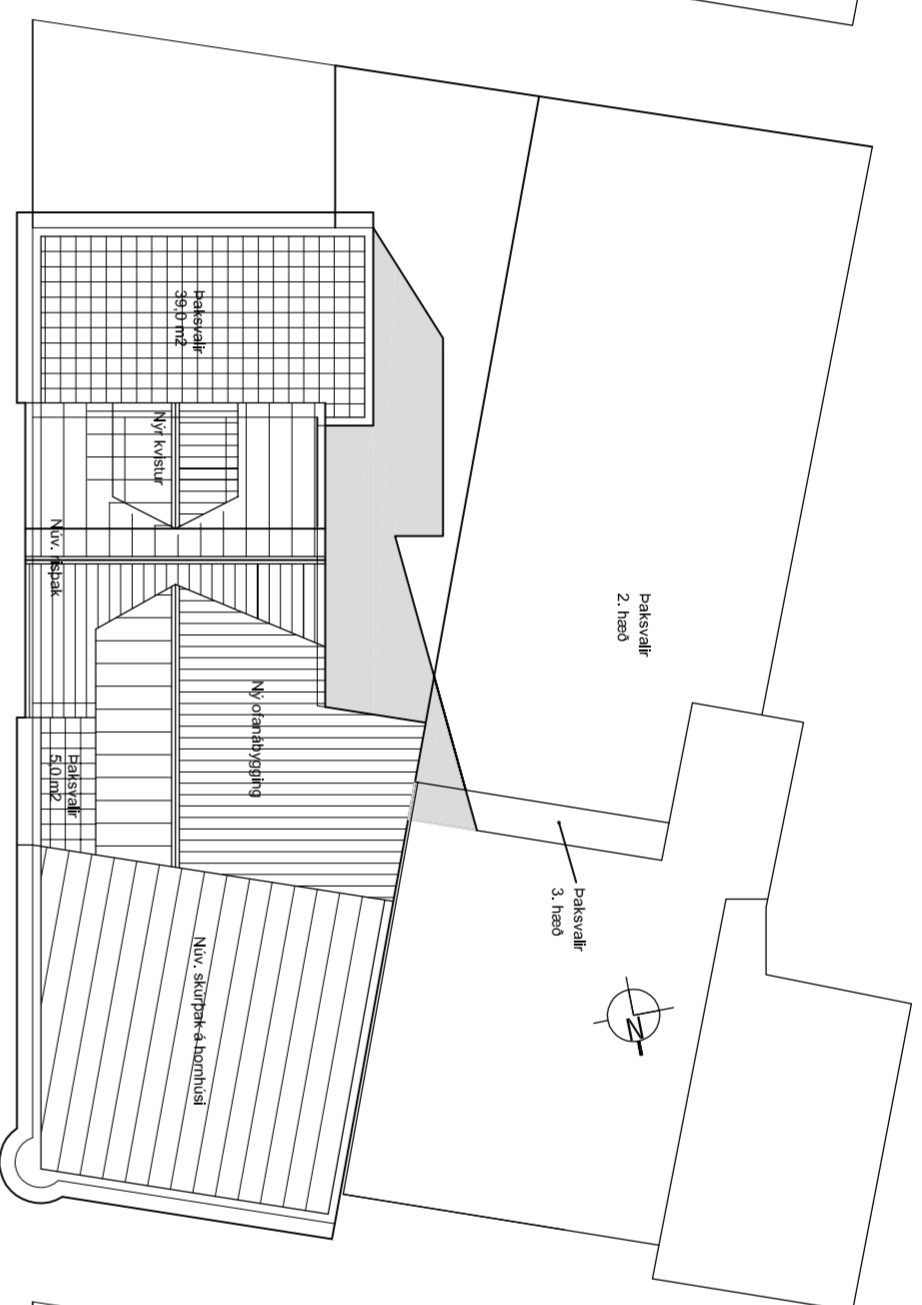 Þaksvalir
2. hæð
Þaksvalir
3. hæð
N
Þaksvalir
39,0 m2
Nýr kvistur
Ný ofanábygging
Núv. skúrþak á hornhúsi
Þaksvalir
5,0 m2
Núv. risþak